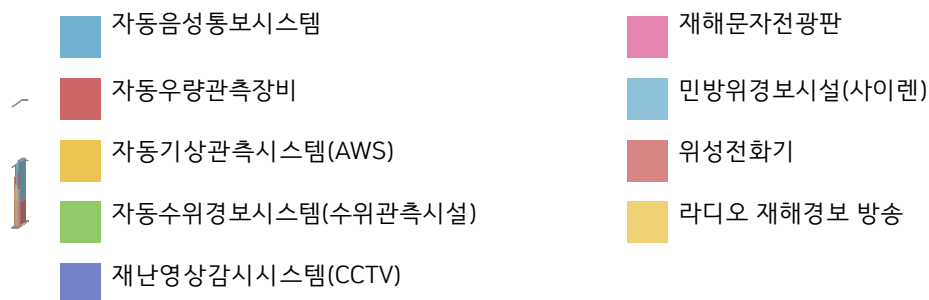 자동음성통보시스템
자동우량관측장비
자동기상관측시스템(AWS)
자동수위경보시스템(수위관측시설)
재난영상감시시스템(CCTV)
재해문자전광판
민방위경보시설(사이렌)
위성전화기
라디오 재해경보 방송